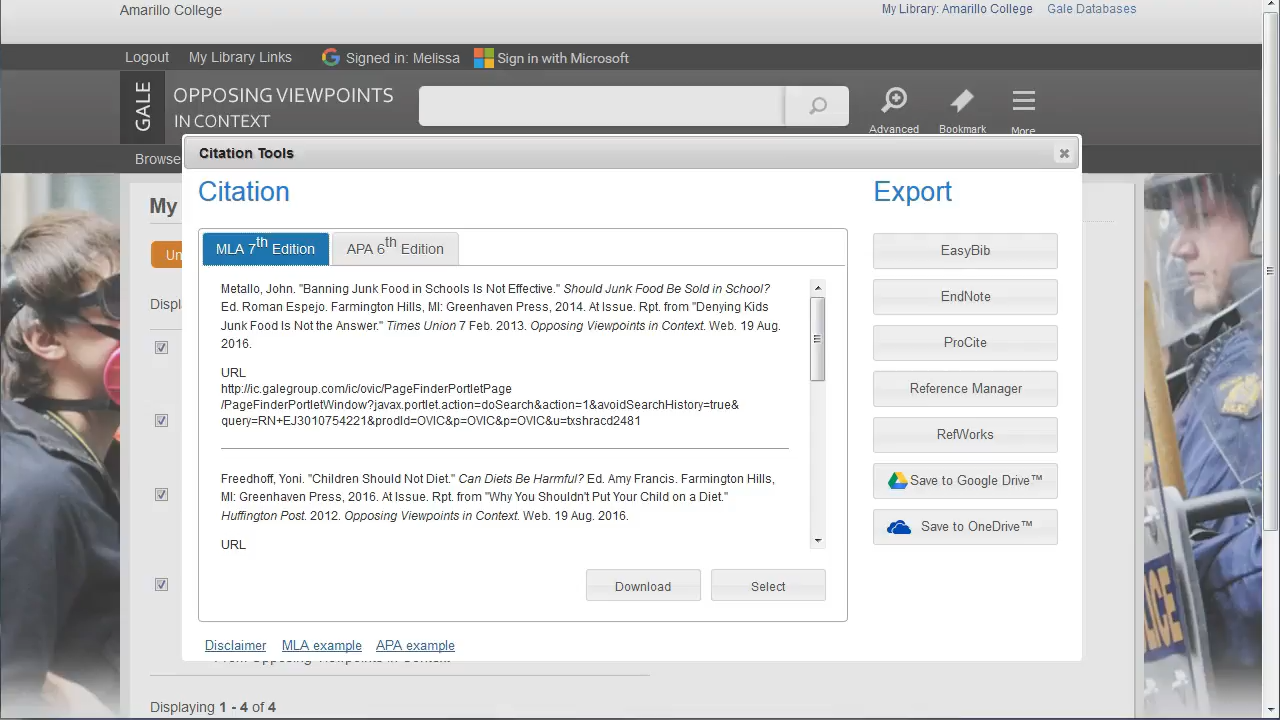 Amarillo College
My Library: Amarillo College Gale Databases
Logout My Library Links Signed in: Melissa Sign in with Microsoft
GALE
OPPOSING VIEWPOINTS
IN CONTEXT
Advanced Bookmark More
Browse
Citation Tools
My
Un
Displ
Citation
MLA 7th Edition APA 6th Edition
Metallo, John. "Banning Junk Food in Schools Is Not Effective." Should Junk Food Be Sold in School?
Ed. Roman Espejo. Farmington Hills, MI: Greenhaven Press, 2014. At Issue. Rpt. from "Denying Kids
Junk Food Is Not the Answer." Times Union 7 Feb. 2013. Opposing Viewpoints in Context. Web. 19 Aug.
2016.
URL
http://ic.galegroup.com/ic/ovic/PageFinderPortletPage
/PageFinderPortletWindow?javax.portlet.action=doSearch&action=1&avoidSearchHistory=true&
query=RN+EJ3010754221&prodId=OVIC&p=OVIC&p=OVIC&u=txshracd2481
Freedhoff, Yoni. "Children Should Not Diet." Can Diets Be Harmful? Ed. Amy Francis. Farmington Hills,
MI: Greenhaven Press, 2016. At Issue. Rpt. from "Why You Shouldn't Put Your Child on a Diet."
Huffington Post. 2012. Opposing Viewpoints in Context. Web. 19 Aug. 2016.
URL
Download Select
Disclaimer MLA example APA example
Export
EasyBib
EndNote
ProCite
Reference Manager
RefWorks
Save to Google Drive™
Save to OneDrive™
From Opposing Viewpoints In Context
Displaying 1 - 4 of 4
POLICE